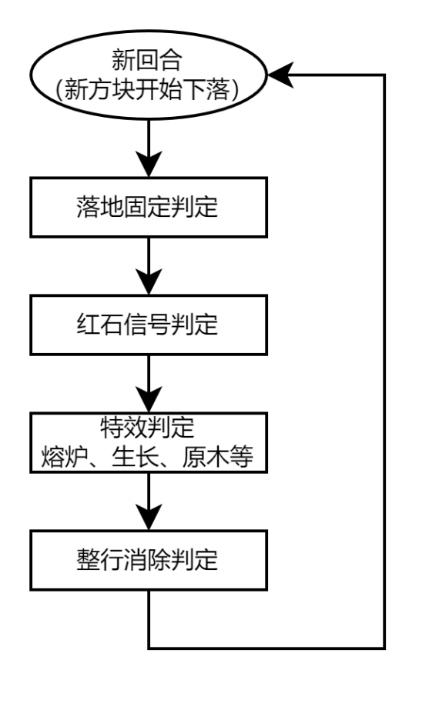 新回合
（新方块开始下落）
落地固定判定
红石信号判定
特效判定
熔炉、生长、原木等
整行消除判定